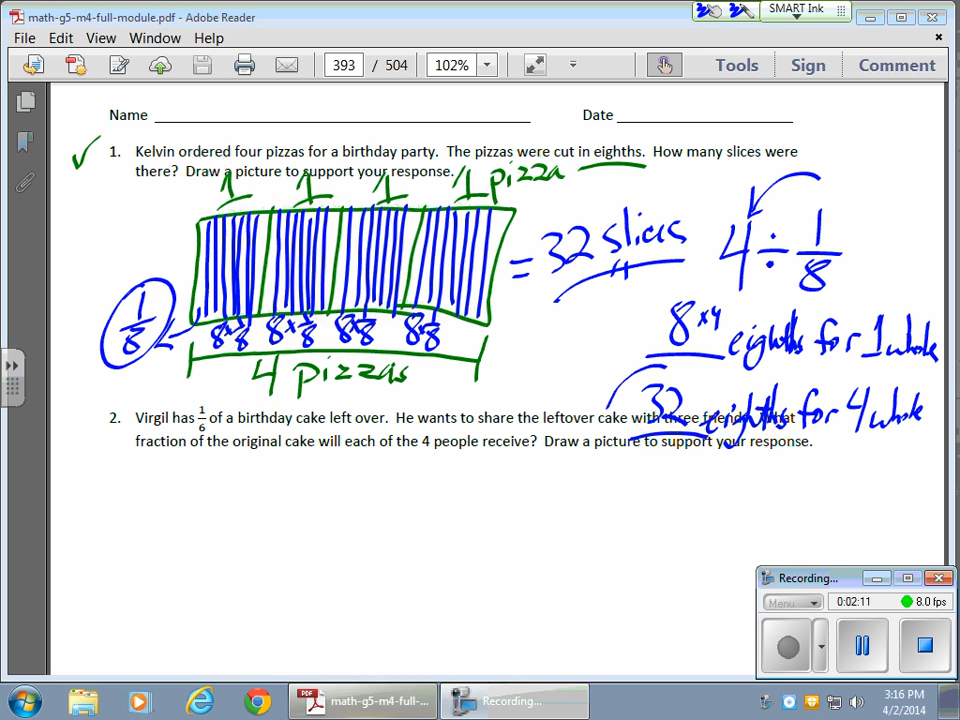 math-g5-m4-full-module.pdf - Adobe Reader
SMART Ink
File Edit View Window Help
393 / 504 102% Tools Sign Comment
Name Date
1. Kelvin ordered four pizzas for a birthday party. The pizzas were cut in eighths. How many slices were
there? Draw a picture to support your response.
1 1 1 1 pizza
= 32 slices 4 ÷ 1/8
1/8
8×1/8 8×1/8 8×1/8 8×1/8
8 ×4 eighths for 1 whole
4 pizzas
32 eighths for 4 whole
2. Virgil has 1/6 of a birthday cake left over. He wants to share the leftover cake with three friends. What
fraction of the original cake will each of the 4 people receive? Draw a picture to support your response.
Recording...
Menu 0:02:11 8.0 fps
math-g5-m4-full-... Recording...
3:16 PM
4/2/2014